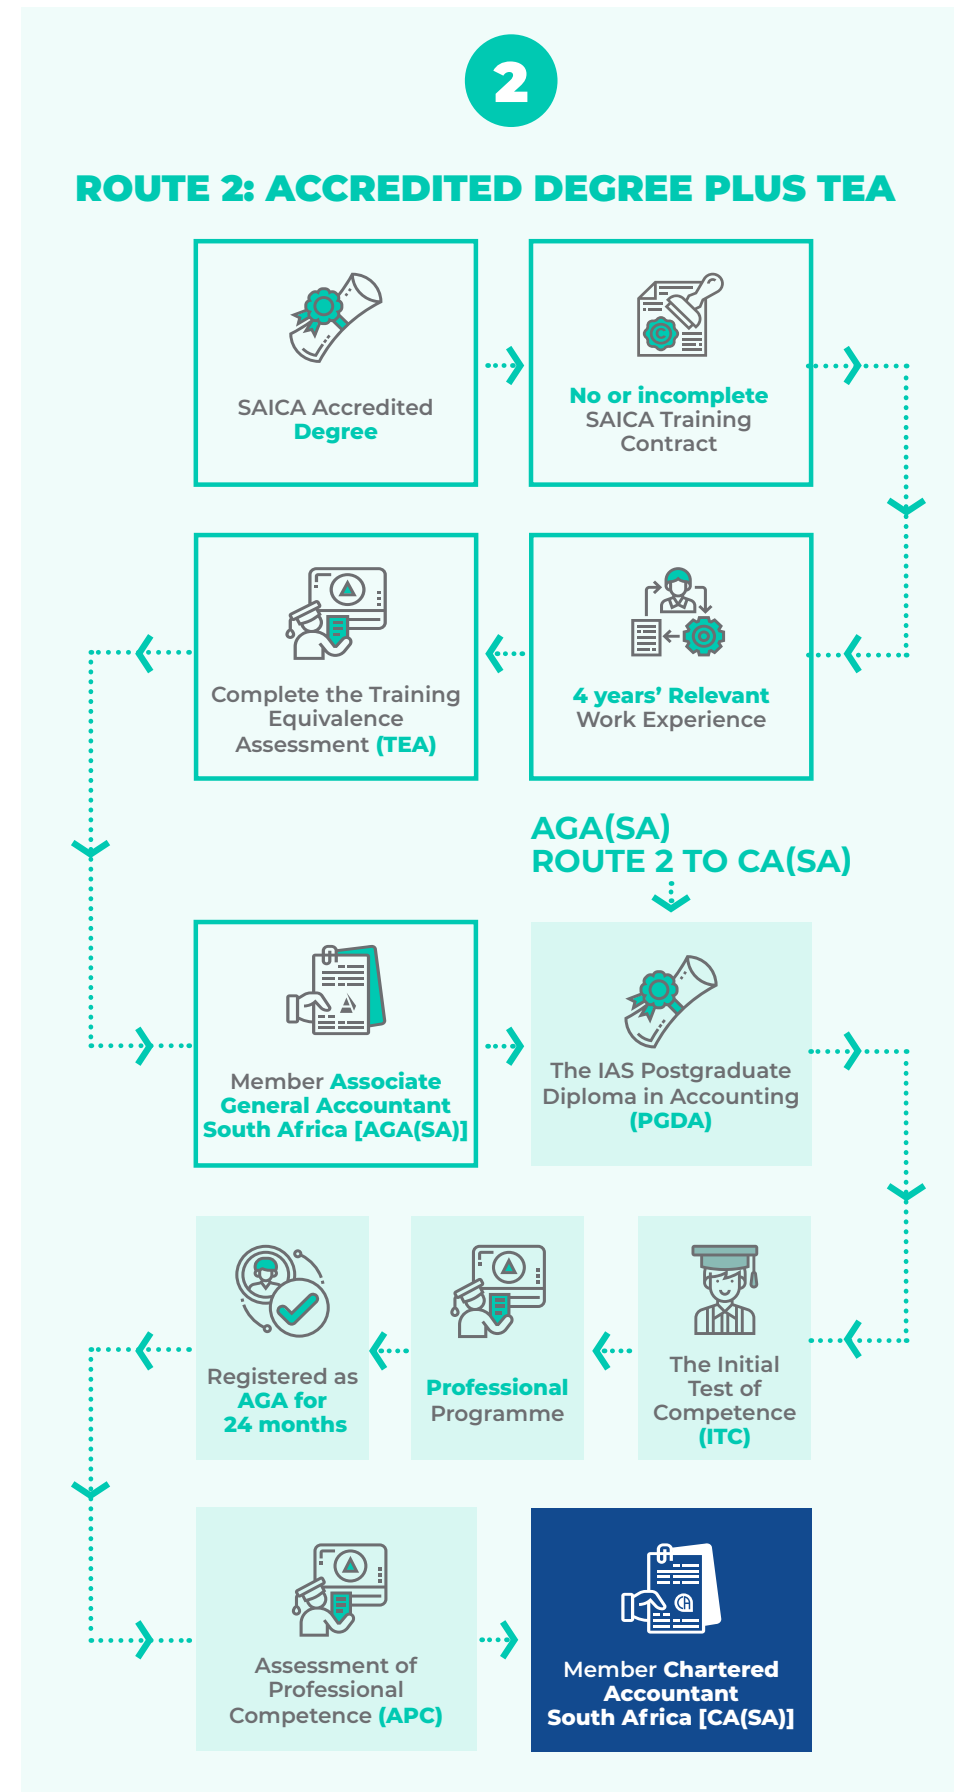 2
ROUTE 2: ACCREDITED DEGREE PLUS TEA
SAICA Accredited
Degree
No or incomplete
SAICA Training
Contract
4 years’ Relevant
Work Experience
Complete the Training
Equivalence
Assessment (TEA)
AGA(SA)
ROUTE 2 TO CA(SA)
Member Associate
General Accountant
South Africa [AGA(SA)]
The IAS Postgraduate
Diploma in Accounting
(PGDA)
The Initial
Test of
Competence
(ITC)
Professional
Programme
Registered as
AGA for
24 months
Assessment of
Professional
Competence (APC)
Member Chartered
Accountant
South Africa [CA(SA)]